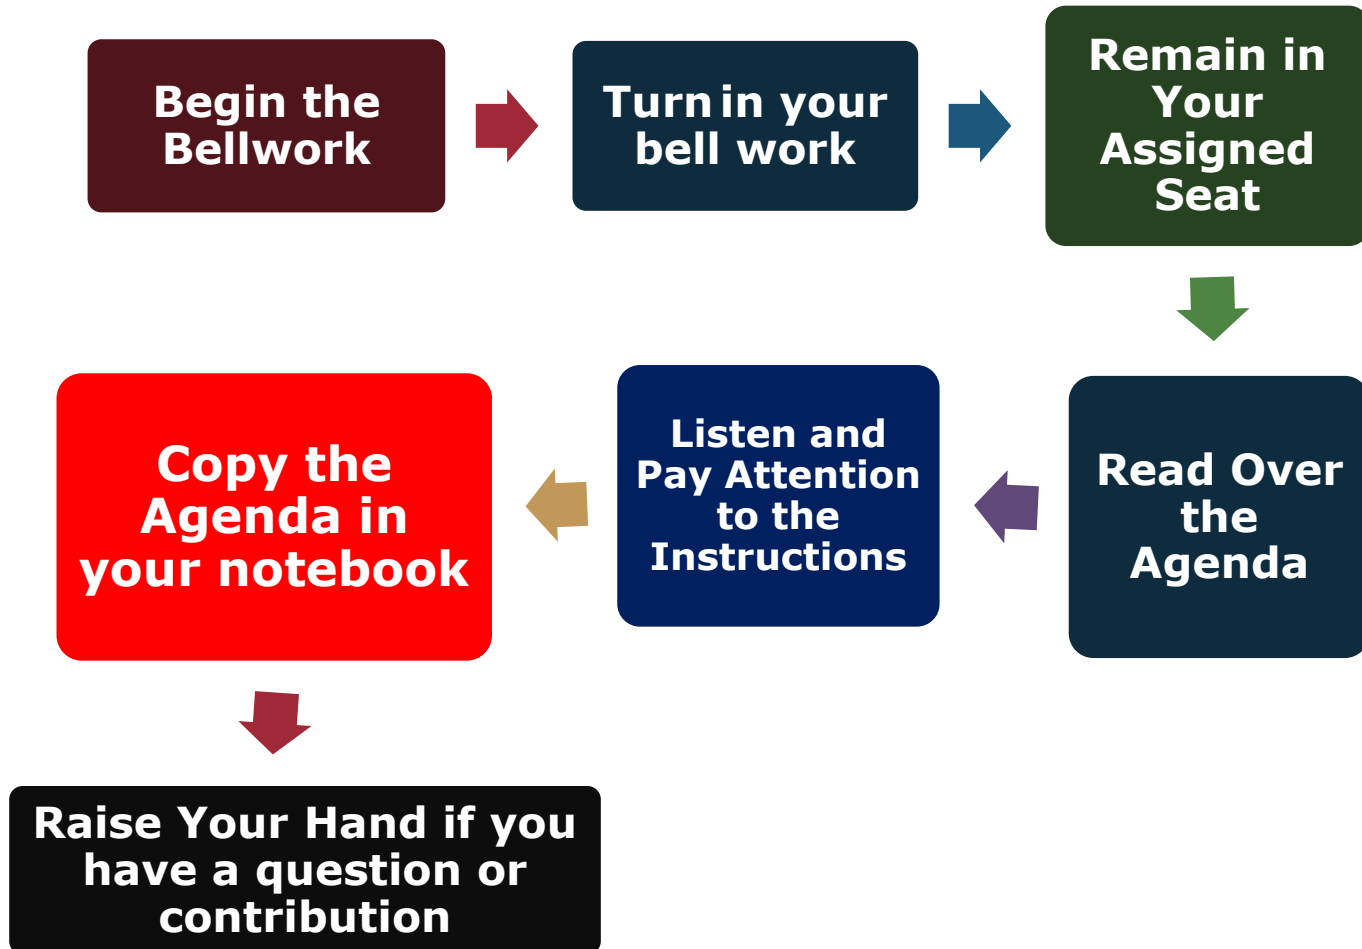 Begin the
Bellwork
Turn in your
bell work
Remain in
Your
Assigned
Seat
Read Over
the
Agenda
Listen and
Pay Attention
to the
Instructions
Copy the
Agenda in
your notebook
Raise Your Hand if you
have a question or
contribution